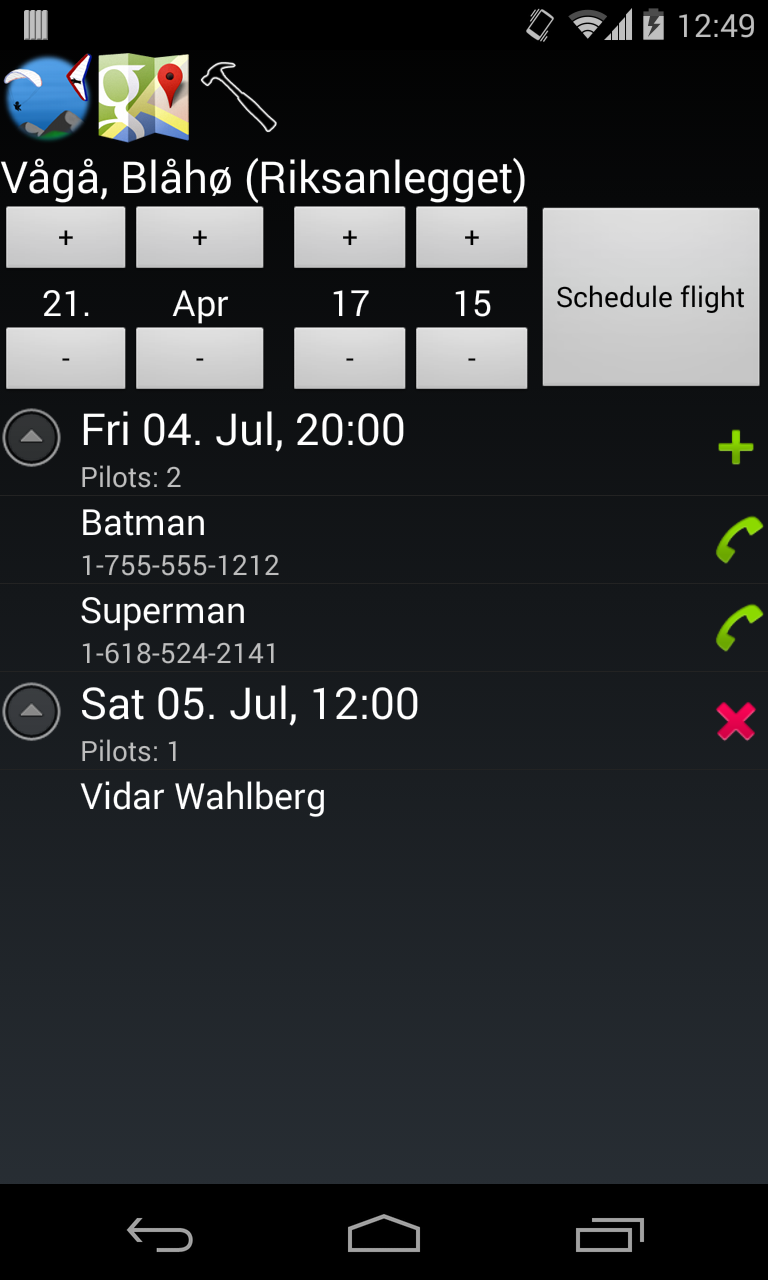 12:49
Vågå, Blåhø (Riksanlegget)
+ + + +
21. Apr 17 15
Schedule flight
- - - -
Fri 04. Jul, 20:00
Pilots: 2
Batman
1-755-555-1212
Superman
1-618-524-2141
Sat 05. Jul, 12:00
Pilots: 1
Vidar Wahlberg